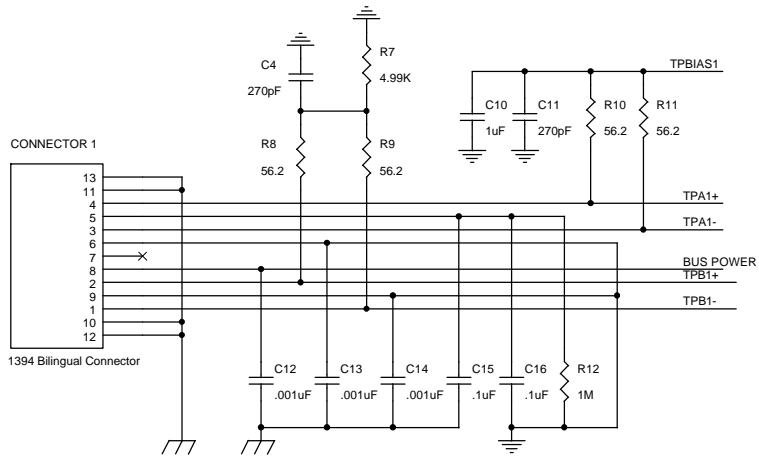 R7
4.99K
C4
270pF
TPBIAS1
C10
1uF
C11
270pF
R10
56.2
R11
56.2
CONNECTOR 1
R8
56.2
R9
56.2
13
11
4
TPA1+
5
3
TPA1-
6
7
8
BUS POWER
2
TPB1+
9
1
TPB1-
10
12
1394 Bilingual Connector
C12
.001uF
C13
.001uF
C14
.001uF
C15
.1uF
C16
.1uF
R12
1M